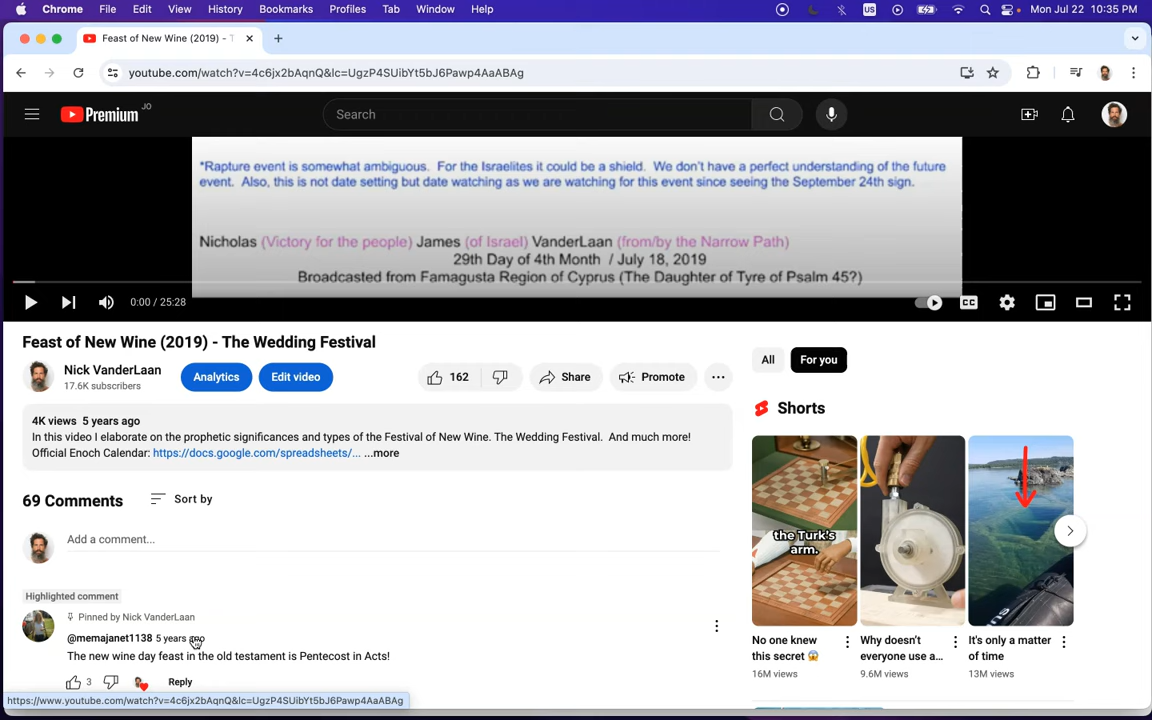 Chrome File Edit View History Bookmarks Profiles Tab Window Help US Mon Jul 22 10:35 PM
Feast of New Wine (2019) - T
youtube.com/watch?v=4c6jx2bAqnQ&lc=UgzP4SUibYt5bJ6Pawp4AaABAg
Premium JO Search
*Rapture event is somewhat ambiguous. For the Israelites it could be a shield. We don't have a perfect understanding of the future
event. Also, this is not date setting but date watching as we are watching for this event since seeing the September 24th sign.
Nicholas (Victory for the people) James (of Israel) VanderLaan (from/by the Narrow Path)
29th Day of 4th Month / July 18, 2019
Broadcasted from Famagusta Region of Cyprus (The Daughter of Tyre of Psalm 45?)
0:00 / 25:28 CC
Feast of New Wine (2019) - The Wedding Festival
Nick VanderLaan
17.6K subscribers
Analytics Edit video 162 Share Promote
4K views 5 years ago
In this video I elaborate on the prophetic significances and types of the Festival of New Wine. The Wedding Festival. And much more!
Official Enoch Calendar: https://docs.google.com/spreadsheets/... ...more
69 Comments Sort by
Add a comment...
Highlighted comment
Pinned by Nick VanderLaan
@memajanet1138 5 years ago
The new wine day feast in the old testament is Pentecost in Acts!
3 Reply
https://www.youtube.com/watch?v=4c6jx2bAqnQ&lc=UgzP4SUibYt5bJ6Pawp4AaABAg
All For you
Shorts
the Turk's
arm.
No one knew
this secret 😱
16M views
Why doesn't
everyone use a...
9.6M views
It's only a matter
of time
13M views